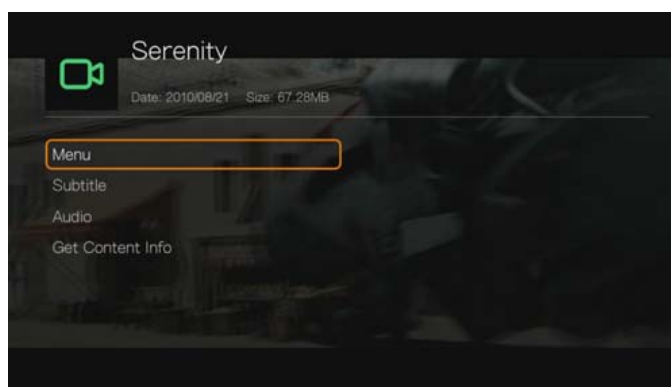 Serenity
Date: 2010/08/21 Size: 67.28MB
Menu
Subtitle
Audio
Get Content Info